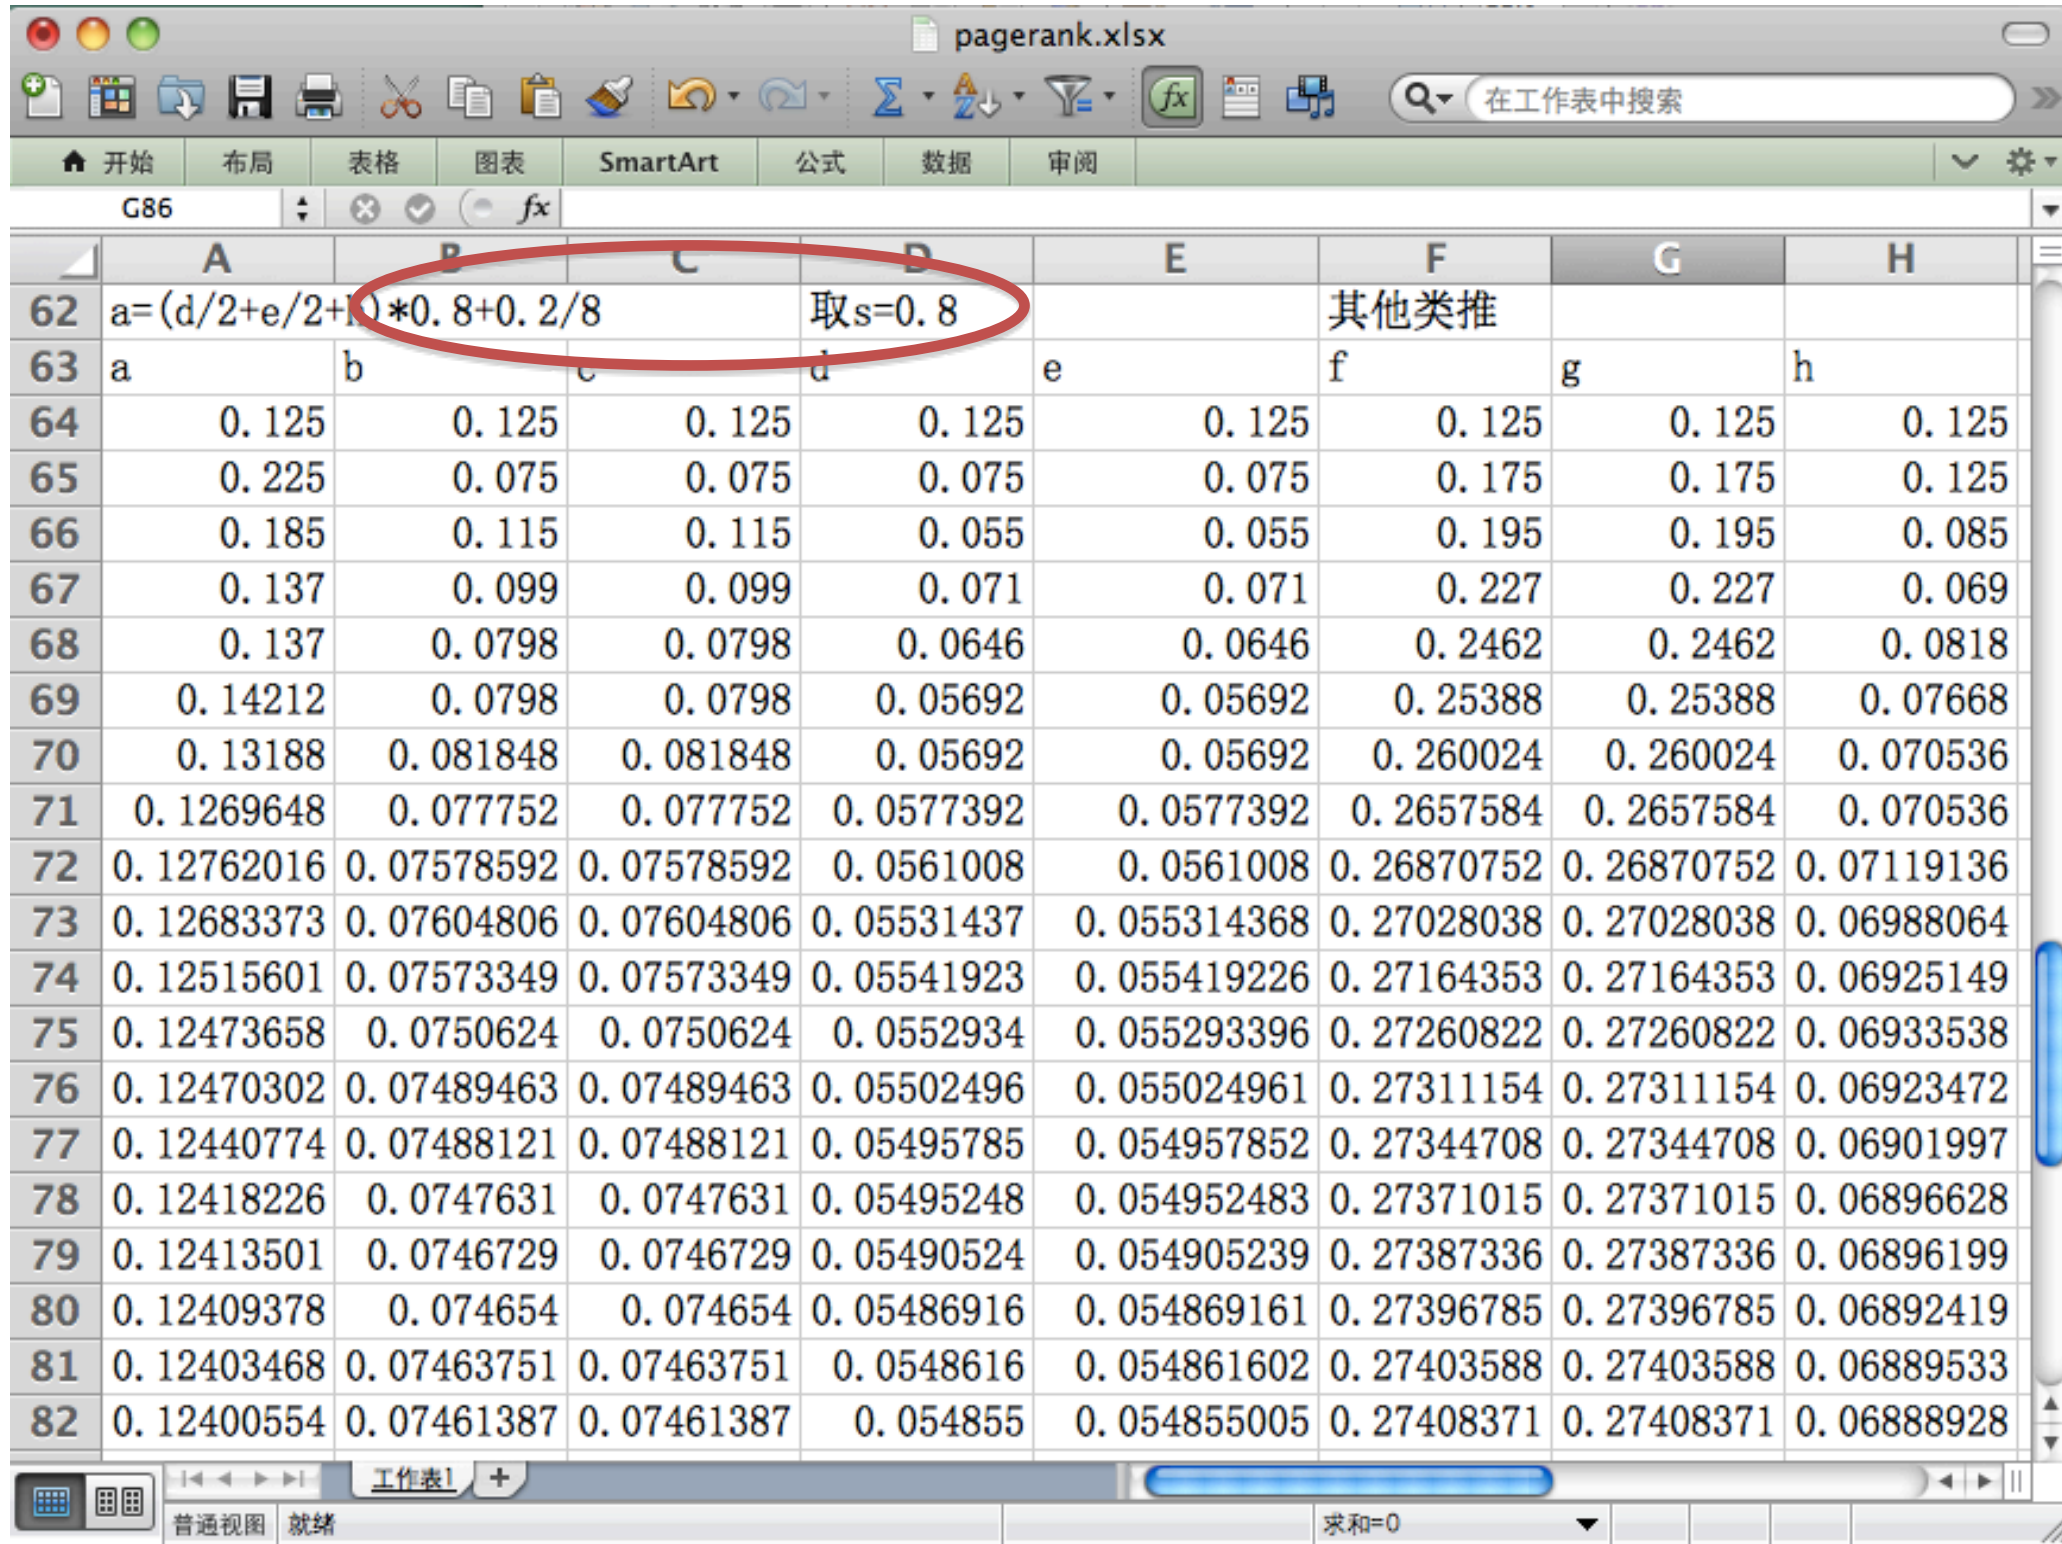 pagerank.xlsx
在工作表中搜索
开始 布局 表格 图表 SmartArt 公式 数据 审阅
G86 fx
A B C D E F G H
62 a=(d/2+e/2+h)*0.8+0.2/8 取s=0.8 其他类推
63 a b c d e f g h
64 0.125 0.125 0.125 0.125 0.125 0.125 0.125 0.125
65 0.225 0.075 0.075 0.075 0.075 0.175 0.175 0.125
66 0.185 0.115 0.115 0.055 0.055 0.195 0.195 0.085
67 0.137 0.099 0.099 0.071 0.071 0.227 0.227 0.069
68 0.137 0.0798 0.0798 0.0646 0.0646 0.2462 0.2462 0.0818
69 0.14212 0.0798 0.0798 0.05692 0.05692 0.25388 0.25388 0.07668
70 0.13188 0.081848 0.081848 0.05692 0.05692 0.260024 0.260024 0.070536
71 0.1269648 0.077752 0.077752 0.0577392 0.0577392 0.2657584 0.2657584 0.070536
72 0.12762016 0.07578592 0.07578592 0.0561008 0.0561008 0.26870752 0.26870752 0.07119136
73 0.12683373 0.07604806 0.07604806 0.05531437 0.055314368 0.27028038 0.27028038 0.06988064
74 0.12515601 0.07573349 0.07573349 0.05541923 0.055419226 0.27164353 0.27164353 0.06925149
75 0.12473658 0.0750624 0.0750624 0.0552934 0.055293396 0.27260822 0.27260822 0.06933538
76 0.12470302 0.07489463 0.07489463 0.05502496 0.055024961 0.27311154 0.27311154 0.06923472
77 0.12440774 0.07488121 0.07488121 0.05495785 0.054957852 0.27344708 0.27344708 0.06901997
78 0.12418226 0.0747631 0.0747631 0.05495248 0.054952483 0.27371015 0.27371015 0.06896628
79 0.12413501 0.0746729 0.0746729 0.05490524 0.054905239 0.27387336 0.27387336 0.06896199
80 0.12409378 0.074654 0.074654 0.05486916 0.054869161 0.27396785 0.27396785 0.06892419
81 0.12403468 0.07463751 0.07463751 0.0548616 0.054861602 0.27403588 0.27403588 0.06889533
82 0.12400554 0.07461387 0.07461387 0.054855 0.054855005 0.27408371 0.27408371 0.06888928
工作表1
普通视图 就绪 求和=0